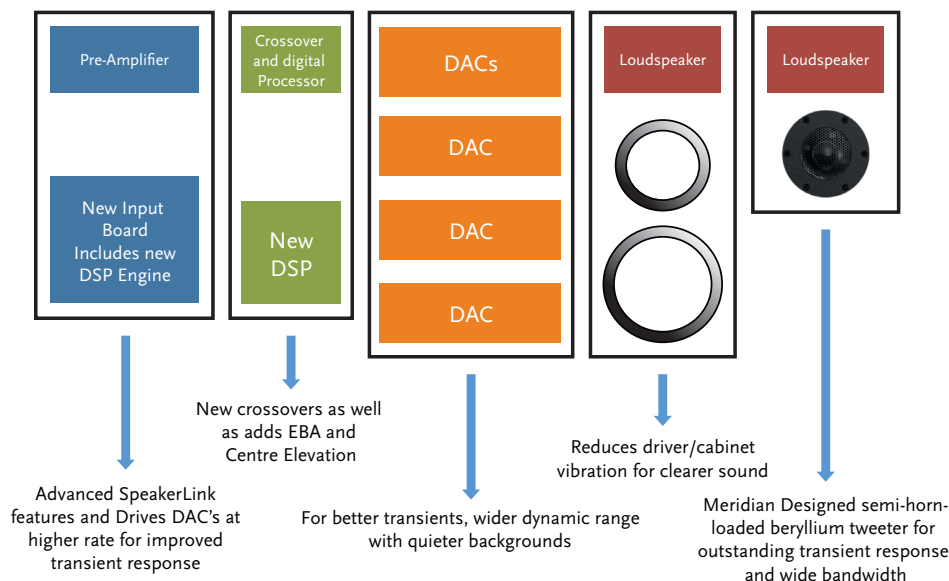 Pre-Amplifier
New Input
Board
Includes new
DSP Engine
Advanced SpeakerLink
features and Drives DAC's at
higher rate for improved
transient response
Crossover
and digital
Processor
New
DSP
New crossovers as well
as adds EBA and
Centre Elevation
DACs
DAC
DAC
DAC
For better transients, wider dynamic range
with quieter backgrounds
Loudspeaker
Reduces driver/cabinet
vibration for clearer sound
Loudspeaker
Meridian Designed semi-horn-
loaded beryllium tweeter for
outstanding transient response
and wide bandwidth